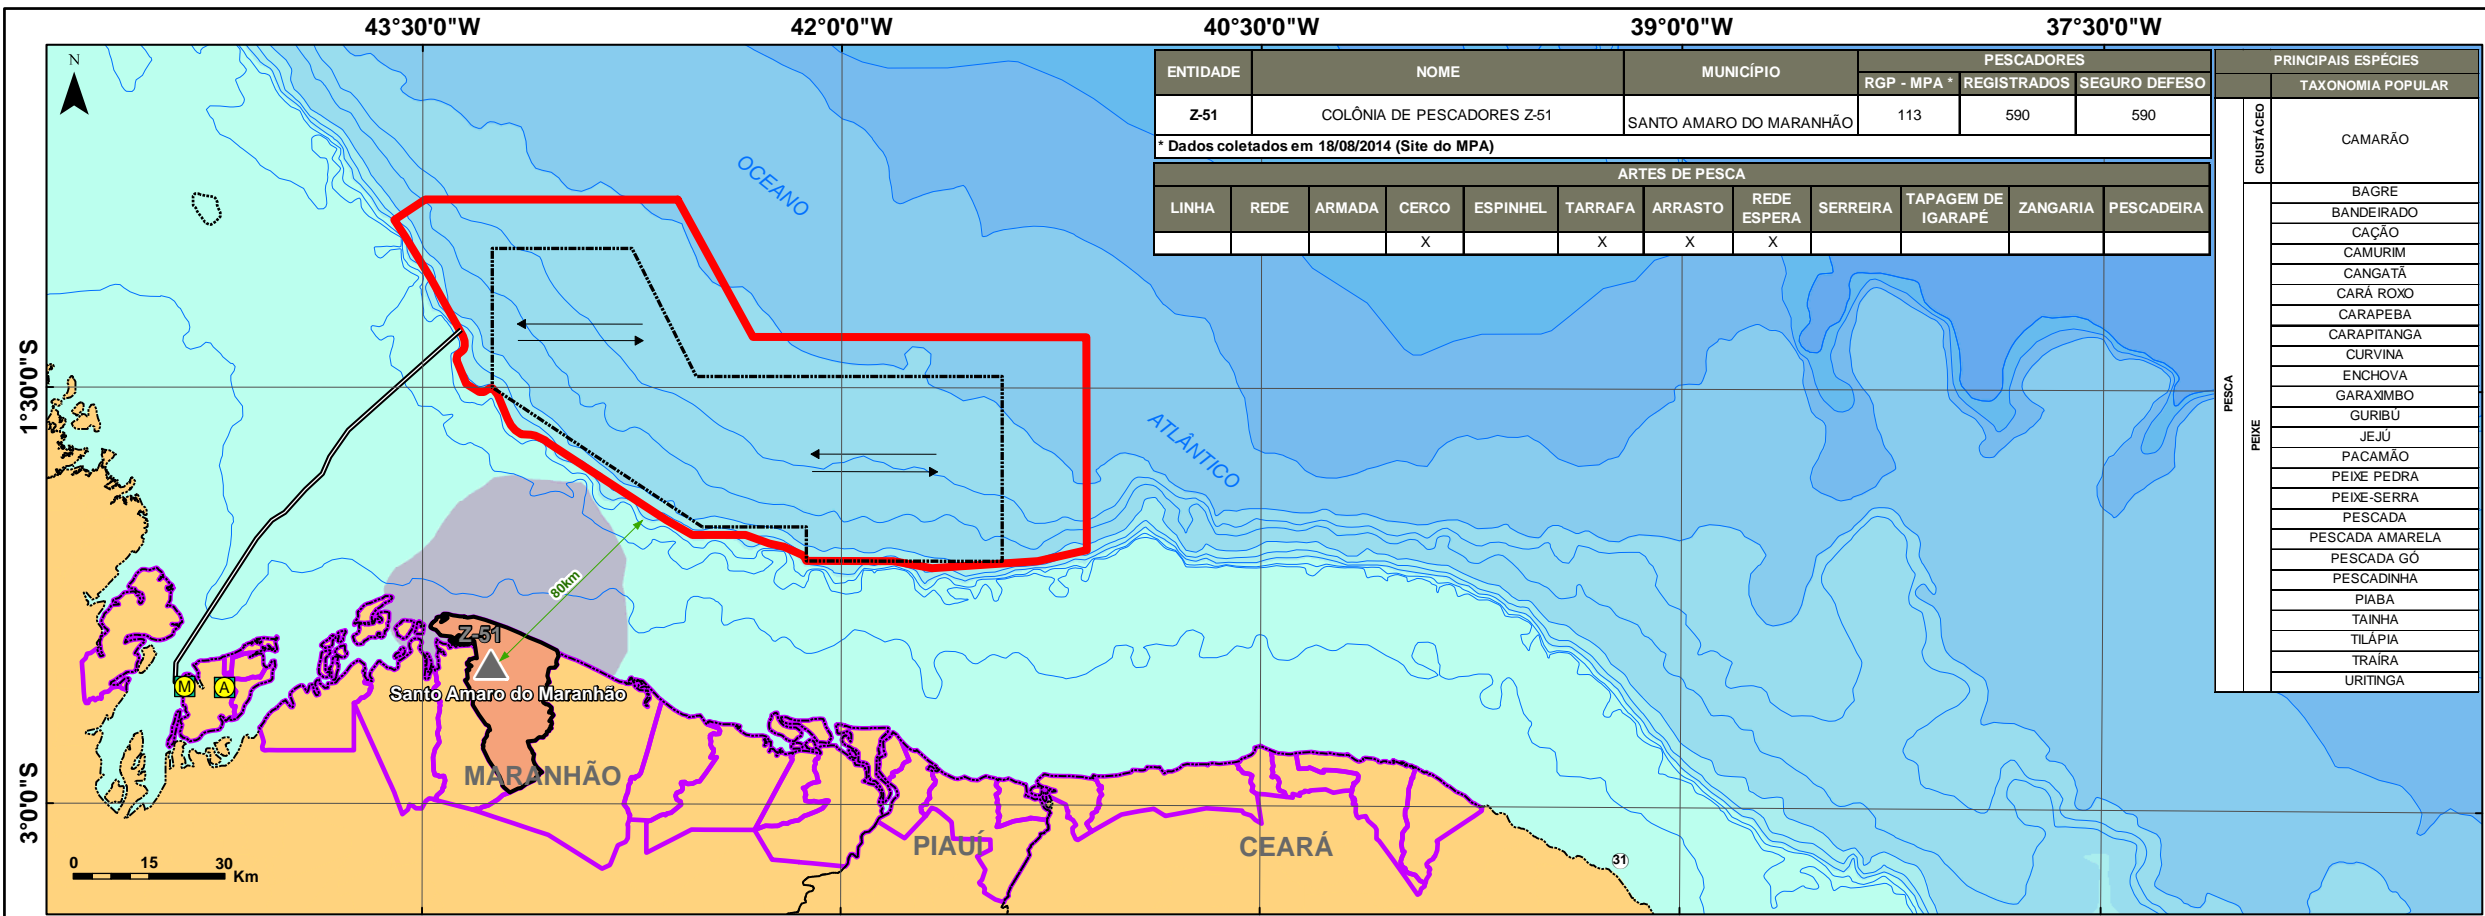 43°30'0"W
42°0'0"W
40°30'0"W
39°0'0"W
37°30'0"W
1°30'0"S
3°0'0"S
N
ENTIDADE
NOME
MUNICÍPIO
PESCADORES
RGP - MPA *
REGISTRADOS
SEGURO DEFESO
Z-51
COLÔNIA DE PESCADORES Z-51
SANTO AMARO DO MARANHÃO
113
590
590
* Dados coletados em 18/08/2014 (Site do MPA)
ARTES DE PESCA
LINHA
REDE
ARMADA
CERCO
ESPINHEL
TARRAFA
ARRASTO
REDE
ESPERA
SERREIRA
TAPAGEM DE
IGARAPÉ
ZANGARIA
PESCADEIRA
X
X
X
X
PRINCIPAIS ESPÉCIES
TAXONOMIA POPULAR
PESCA
CRUSTÁCEO
CAMARÃO
PEIXE
BAGRE
BANDEIRADO
CAÇÃO
CAMURIM
CANGATÃ
CARÁ ROXO
CARAPEBA
CARAPITANGA
CURVINA
ENCHOVA
GARAXIMBO
GURIBÚ
JEJÚ
PACAMÃO
PEIXE PEDRA
PEIXE-SERRA
PESCADA
PESCADA AMARELA
PESCADA GÓ
PESCADINHA
PIABA
TAINHA
TILÁPIA
TRAÍRA
URITINGA
OCEANO
ATLÂNTICO
80km
Z-51
M
A
Santo Amaro do Maranhão
MARANHÃO
PIAUÍ
CEARÁ
31
0
15
30
Km